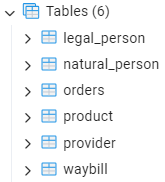 Tables (6)
legal_person
natural_person
orders
product
provider
waybill